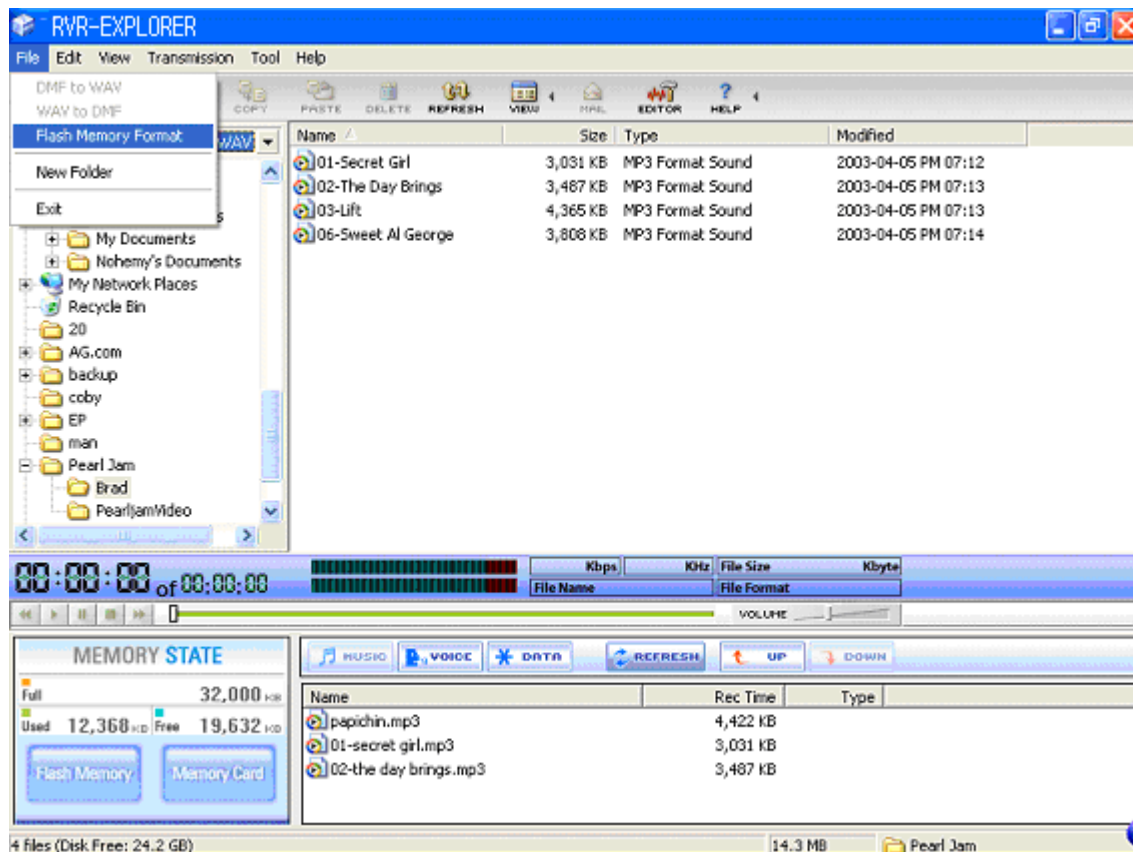 RVR-EXPLORER
File Edit View Transmission Tool Help
DMF to WAV
WAV to DMF
Flash Memory Format
New Folder
Exit
COPY PASTE DELETE REFRESH VIEW MAIL EDITOR HELP
WAV
Name Size Type Modified
01-Secret Girl 3,031 KB MP3 Format Sound 2003-04-05 PM 07:12
02-The Day Brings 3,487 KB MP3 Format Sound 2003-04-05 PM 07:13
03-Lift 4,365 KB MP3 Format Sound 2003-04-05 PM 07:13
06-Sweet Al George 3,808 KB MP3 Format Sound 2003-04-05 PM 07:14
s
My Documents
Nohemy's Documents
My Network Places
Recycle Bin
20
AG.com
backup
coby
EP
man
Pearl Jam
Brad
PearljamVideo
00:00:00 of 00:00:00
Kbps KHz File Size Kbyte
File Name File Format
VOLUME
MEMORY STATE
Full 32,000 KB
Used 12,368 KB Free 19,632 KB
Flash Memory Memory Card
MUSIC VOICE DATA REFRESH UP DOWN
Name Rec Time Type
papichin.mp3 4,422 KB
01-secret girl.mp3 3,031 KB
02-the day brings.mp3 3,487 KB
4 files (Disk Free: 24.2 GB) 14.3 MB Pearl Jam